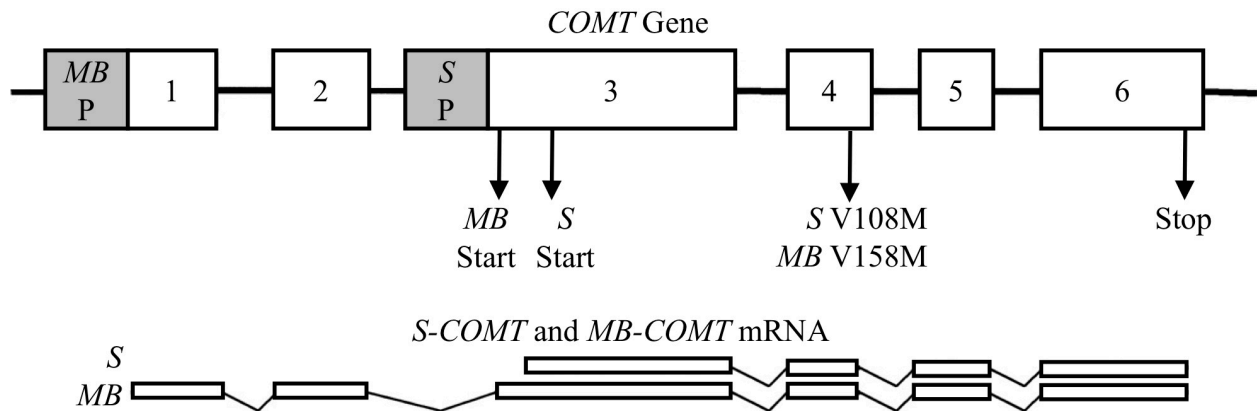 COMT Gene
MB P 1 2 S P 3 4 5 6
MB Start
S Start
S V108M
MB V158M
Stop
S-COMT and MB-COMT mRNA
S
MB